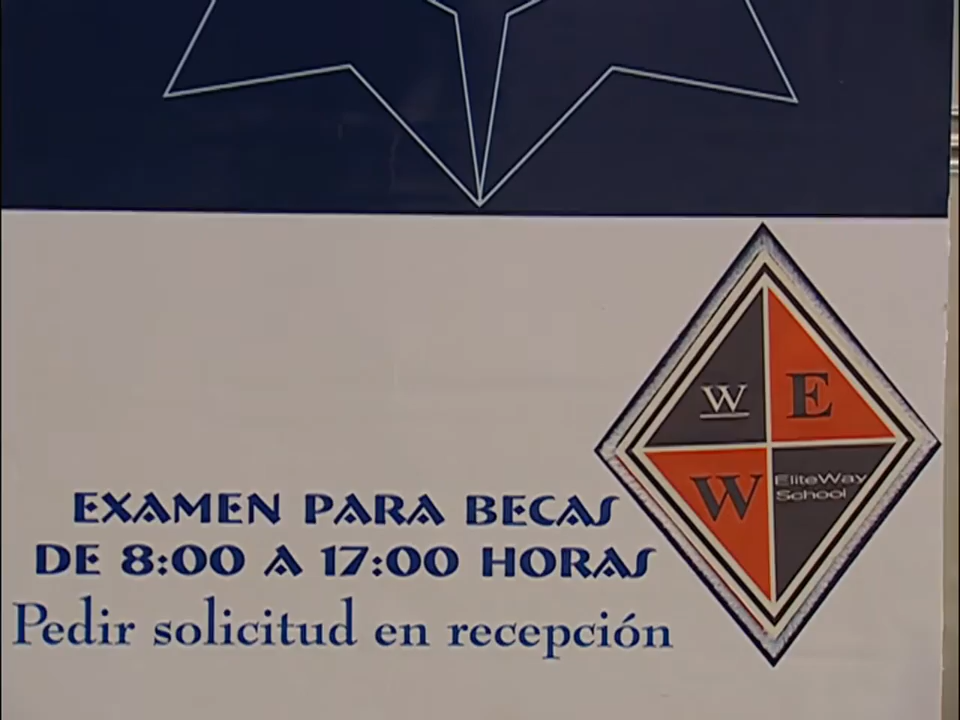 W E
W EliteWay
School
EXAMEN PARA BECAS
DE 8:00 A 17:00 HORAS
Pedir solicitud en recepción